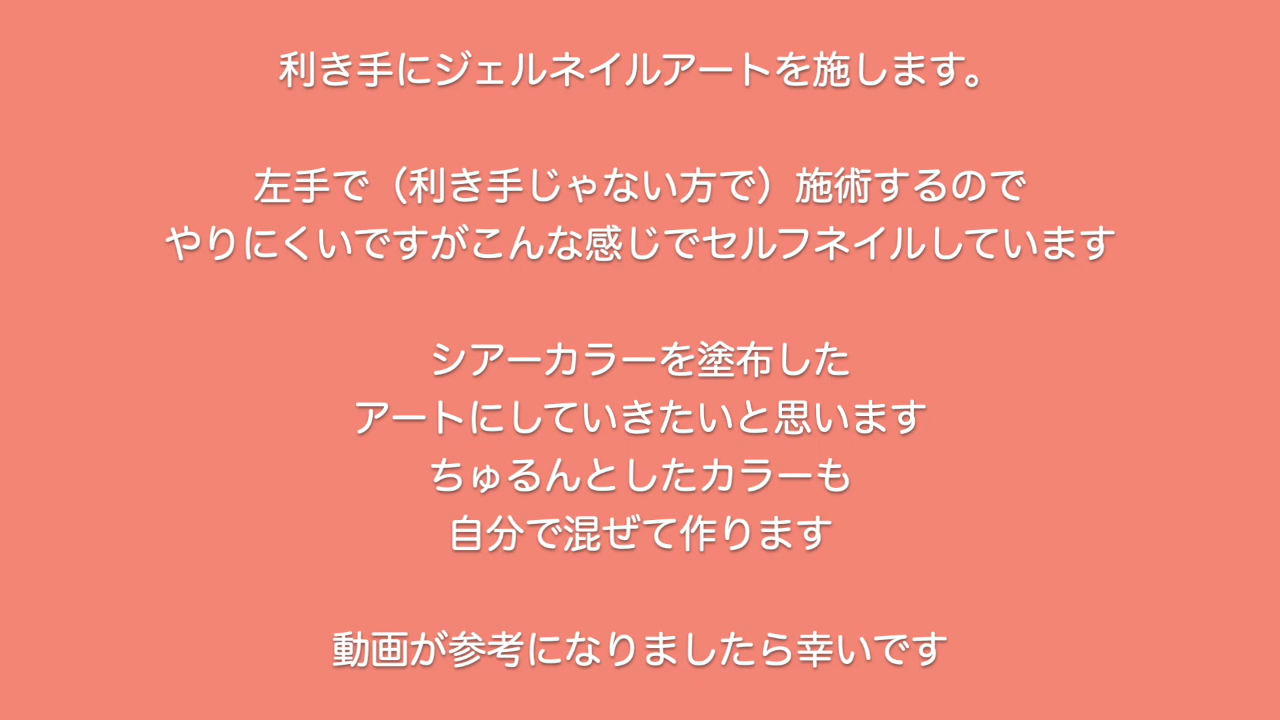 利き手にジェルネイルアートを施します。
左手で（利き手じゃない方で）施術するので
やりにくいですがこんな感じでセルフネイルしています
シアーカラーを塗布した
アートにしていきたいと思います
ちゅるんとしたカラーも
自分で混ぜて作ります
動画が参考になりましたら幸いです